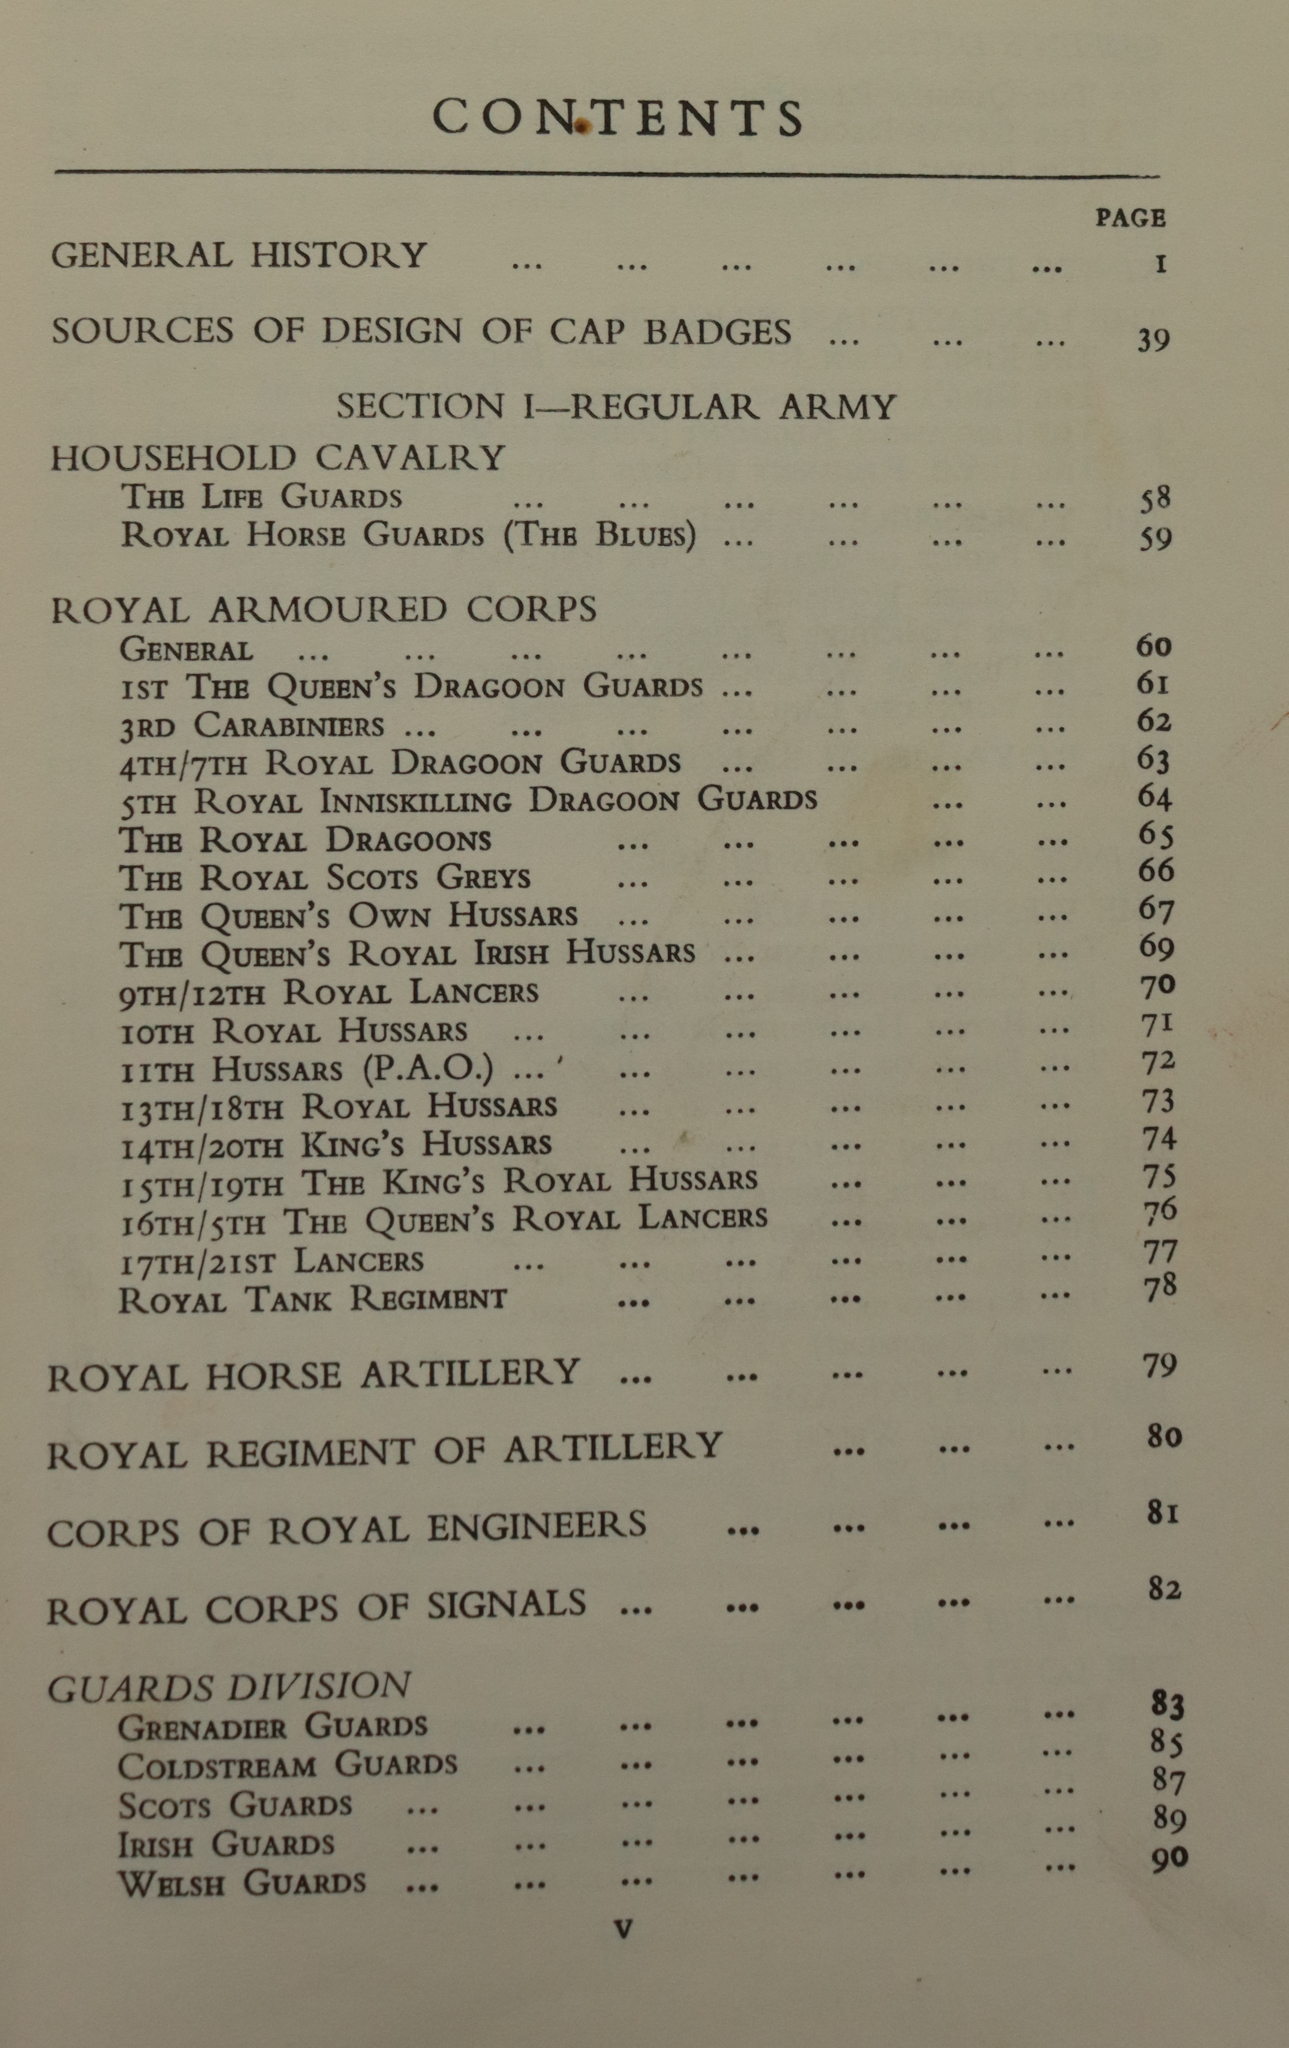 CONTENTS
PAGE
GENERAL HISTORY ... ... ... ... ... ... 1
SOURCES OF DESIGN OF CAP BADGES ... ... ... 39
SECTION I—REGULAR ARMY
HOUSEHOLD CAVALRY
THE LIFE GUARDS ... ... ... ... ... ... 58
ROYAL HORSE GUARDS (THE BLUES) ... ... ... ... 59
ROYAL ARMOURED CORPS
GENERAL ... ... ... ... ... ... ... ... 60
1ST THE QUEEN'S DRAGOON GUARDS ... ... ... ... 61
3RD CARABINIERS ... ... ... ... ... ... ... 62
4TH/7TH ROYAL DRAGOON GUARDS ... ... ... ... 63
5TH ROYAL INNISKILLING DRAGOON GUARDS ... ... 64
THE ROYAL DRAGOONS ... ... ... ... ... 65
THE ROYAL SCOTS GREYS ... ... ... ... ... 66
THE QUEEN'S OWN HUSSARS ... ... ... ... ... 67
THE QUEEN'S ROYAL IRISH HUSSARS ... ... ... ... 69
9TH/12TH ROYAL LANCERS ... ... ... ... ... 70
10TH ROYAL HUSSARS ... ... ... ... ... ... 71
11TH HUSSARS (P.A.O.) ... ... ... ... ... ... 72
13TH/18TH ROYAL HUSSARS ... ... ... ... ... 73
14TH/20TH KING'S HUSSARS ... ... ... ... ... 74
15TH/19TH THE KING'S ROYAL HUSSARS ... ... ... 75
16TH/5TH THE QUEEN'S ROYAL LANCERS ... ... ... 76
17TH/21ST LANCERS ... ... ... ... ... ... 77
ROYAL TANK REGIMENT ... ... ... ... ... 78
ROYAL HORSE ARTILLERY ... ... ... ... ... 79
ROYAL REGIMENT OF ARTILLERY ... ... ... 80
CORPS OF ROYAL ENGINEERS ... ... ... ... 81
ROYAL CORPS OF SIGNALS ... ... ... ... ... 82
GUARDS DIVISION
GRENADIER GUARDS ... ... ... ... ... ... 83
COLDSTREAM GUARDS ... ... ... ... ... ... 85
SCOTS GUARDS ... ... ... ... ... ... ... 87
IRISH GUARDS ... ... ... ... ... ... ... 89
WELSH GUARDS ... ... ... ... ... ... ... 90
v